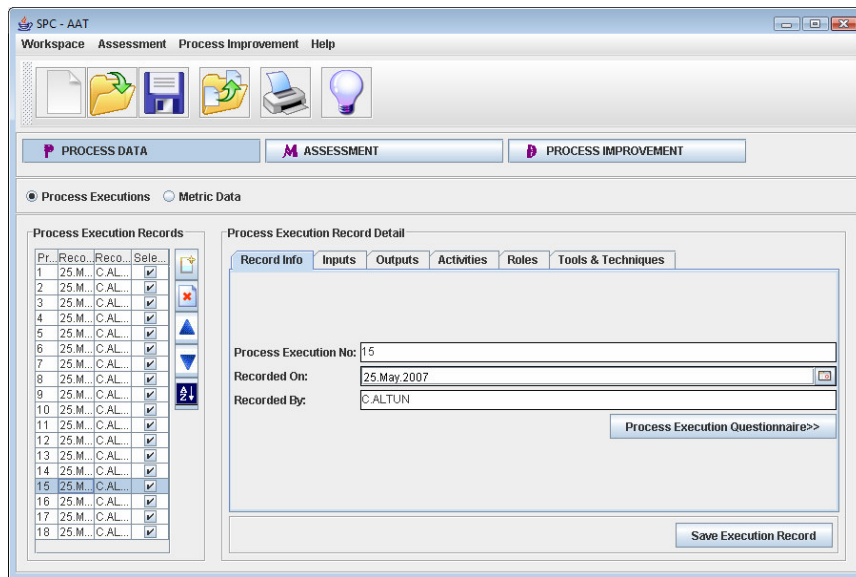 SPC - AAT
Workspace Assessment Process Improvement Help
P PROCESS DATA M ASSESSMENT D PROCESS IMPROVEMENT
Process Executions Metric Data
Process Execution Records Process Execution Record Detail
Pr... Reco... Reco... Sele...
Record Info Inputs Outputs Activities Roles Tools & Techniques
1 25.M... C.AL...
2 25.M... C.AL...
3 25.M... C.AL...
4 25.M... C.AL...
5 25.M... C.AL...
6 25.M... C.AL...
7 25.M... C.AL...
8 25.M... C.AL...
9 25.M... C.AL...
10 25.M... C.AL...
11 25.M... C.AL...
12 25.M... C.AL...
13 25.M... C.AL...
14 25.M... C.AL...
15 25.M... C.AL...
16 25.M... C.AL...
17 25.M... C.AL...
18 25.M... C.AL...
A Z
Process Execution No: 15
Recorded On: 25.May.2007
Recorded By: C.ALTUN
Process Execution Questionnaire>>
Save Execution Record